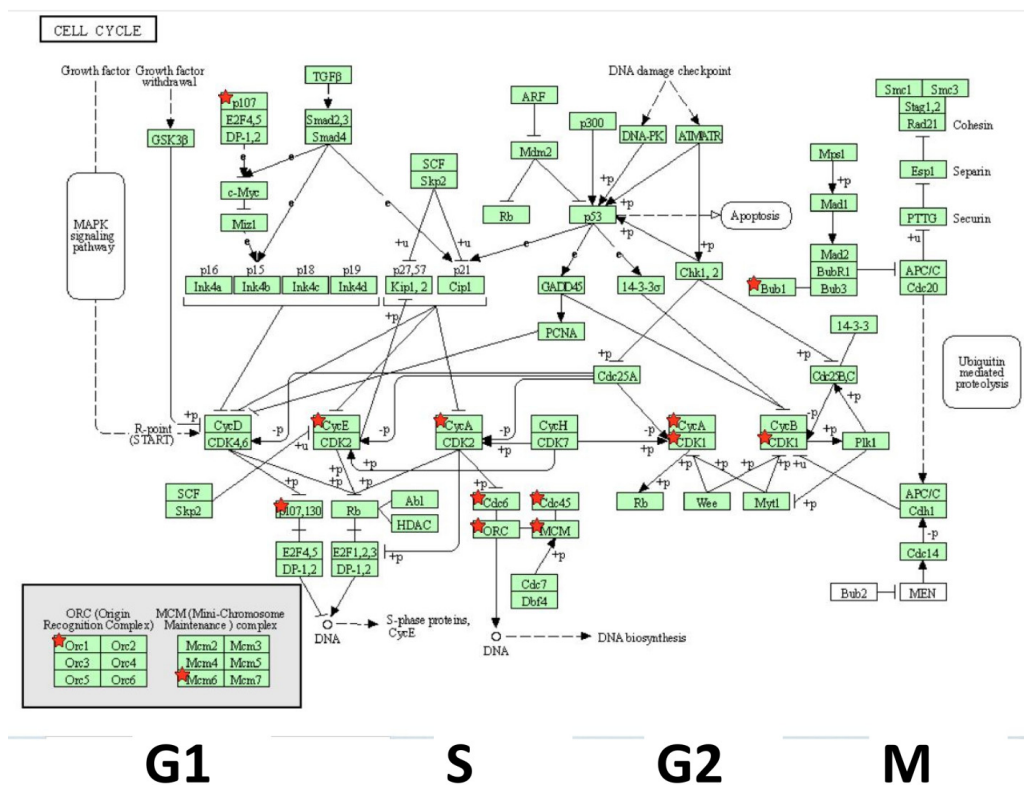 CELL CYCLE
Growth factor
Growth factor
withdrawal
TGFβ
DNA damage checkpoint
Smc1
Smc3
Stag1,2
Rad21
Cohesin
p107
E2F4,5
DP-1,2
Smad2,3
Smad4
ARF
p300
DNA-PK
ATM/ATR
GSK3β
Mdm2
Mps1
Esp1
Separin
e
e
SCF
Skp2
+p
+p
c-Myc
e
e
Mad1
Miz1
Rb
p53
+p
+p
Apoptosis
PTTG
Securin
MAPK
signaling
pathway
+u
+u
e
+p
+u
Mad2
BubR1
Bub3
p16
Ink4a
p15
Ink4b
p18
Ink4c
p19
Ink4d
p27,57
Kip1, 2
p21
Cip1
e
e
GADD45
14-3-3σ
Chk1, 2
Bub1
APC/C
Cdc20
+p
PCNA
14-3-3
+p
+p
Cdc25A
Cdc25B,C
Ubiquitin
mediated
proteolysis
R-point
(START)
+p
CycD
CDK4,6
-p
+u
CycE
CDK2
-p
+p
CycA
CDK2
-p
+p
CycH
CDK7
-p
+p
CycA
CDK1
CycB
CDK1
-p
+p
+p
Plk1
+p
+p
+p
+p
+p
+p
+p
+p
+u
SCF
Skp2
p107,130
Rb
Abl
HDAC
Cdc6
Cdc45
ORC
MCM
Rb
Wee
Myt1
+p
APC/C
Cdh1
-p
E2F4,5
DP-1,2
E2F1,2,3
DP-1,2
+p
+p
Cdc7
Dbf4
Cdc14
Bub2
MEN
DNA
S-phase proteins,
CycE
DNA
DNA biosynthesis
ORC (Origin
Recognition Complex)
MCM (Mini-Chromosome
Maintenance ) complex
Orc1
Orc2
Orc3
Orc4
Orc5
Orc6
Mcm2
Mcm3
Mcm4
Mcm5
Mcm6
Mcm7
G1
S
G2
M